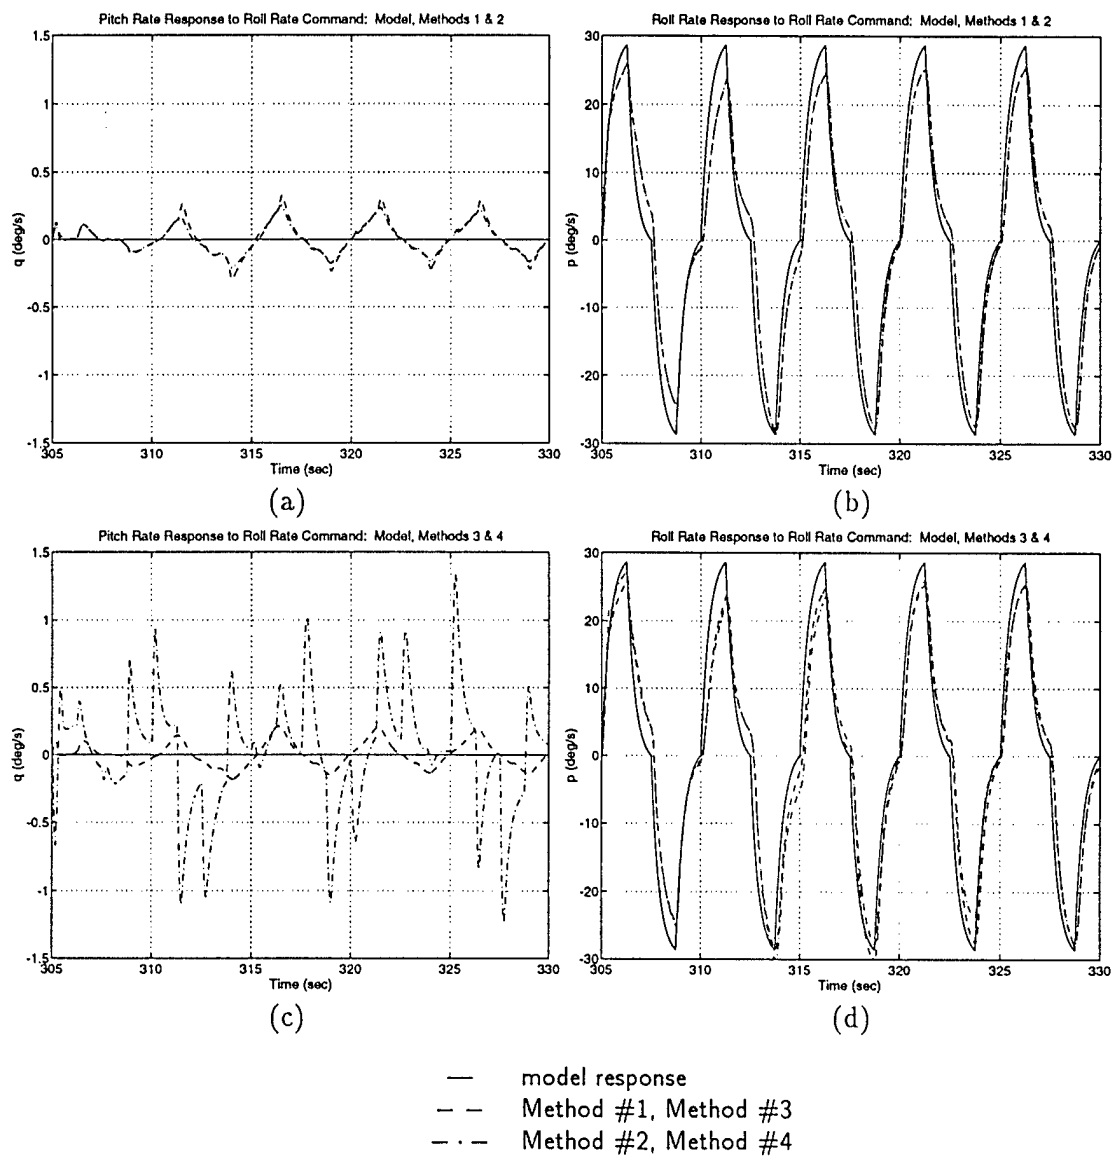 Pitch Rate Response to Roll Rate Command: Model, Methods 1 & 2
1.5
1
0.5
0
-0.5
-1
-1.5
q (deg/s)
305
310
315
320
325
330
Time (sec)
(a)
Roll Rate Response to Roll Rate Command: Model, Methods 1 & 2
30
20
10
0
-10
-20
-30
p (deg/s)
305
310
315
320
325
330
Time (sec)
(b)
Pitch Rate Response to Roll Rate Command: Model, Methods 3 & 4
1.5
1
0.5
0
-0.5
-1
-1.5
q (deg/s)
305
310
315
320
325
330
Time (sec)
(c)
Roll Rate Response to Roll Rate Command: Model, Methods 3 & 4
30
20
10
0
-10
-20
-30
p (deg/s)
305
310
315
320
325
330
Time (sec)
(d)
model response
Method #1, Method #3
Method #2, Method #4